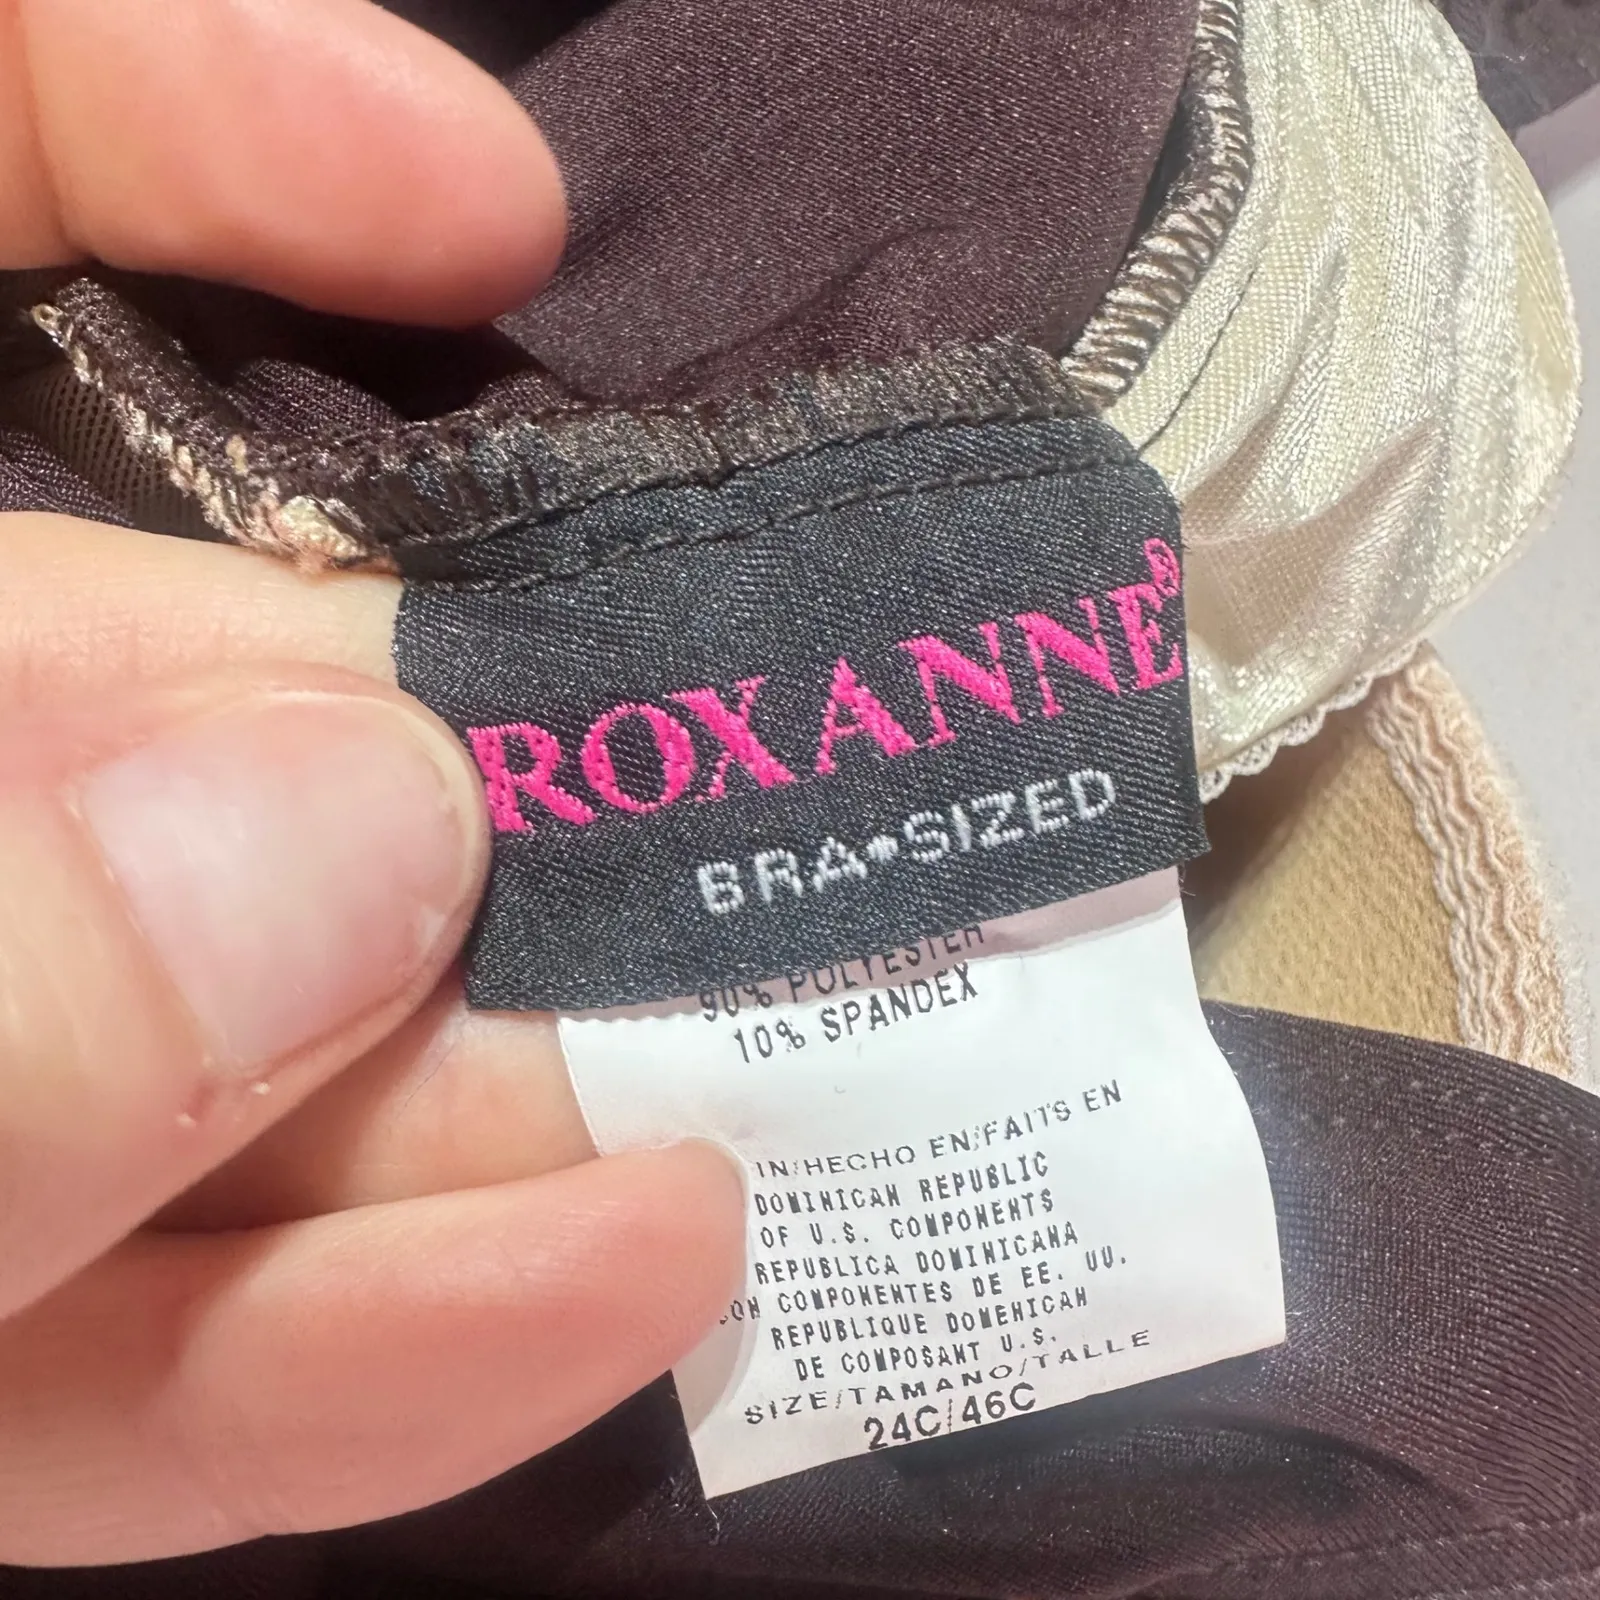 ROXANNE®
BRA•SIZED
90% POLYESTER
10% SPANDEX
IN/HECHO EN/FAITS EN
DOMINICAN REPUBLIC
OF U.S. COMPONENTS
REPUBLICA DOMINICANA
CON COMPONENTES DE EE. UU.
REPUBLIQUE DOMENICAN
DE COMPOSANT U.S.
SIZE/TAMANO/TALLE
24C/46C